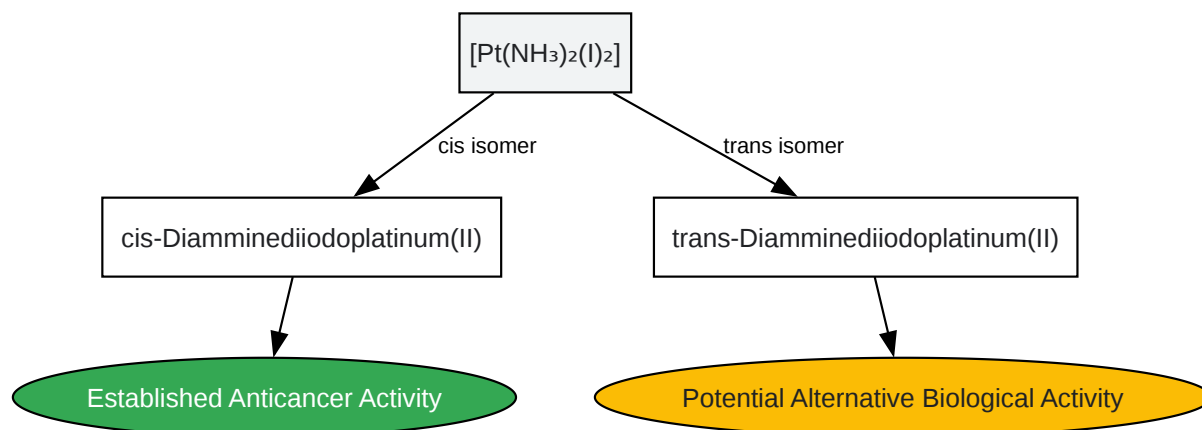 [Pt(NH₃)₂(I)₂]
cis isomer
trans isomer
cis-Diamminediiodoplatinum(II)
trans-Diamminediiodoplatinum(II)
Established Anticancer Activity
Potential Alternative Biological Activity